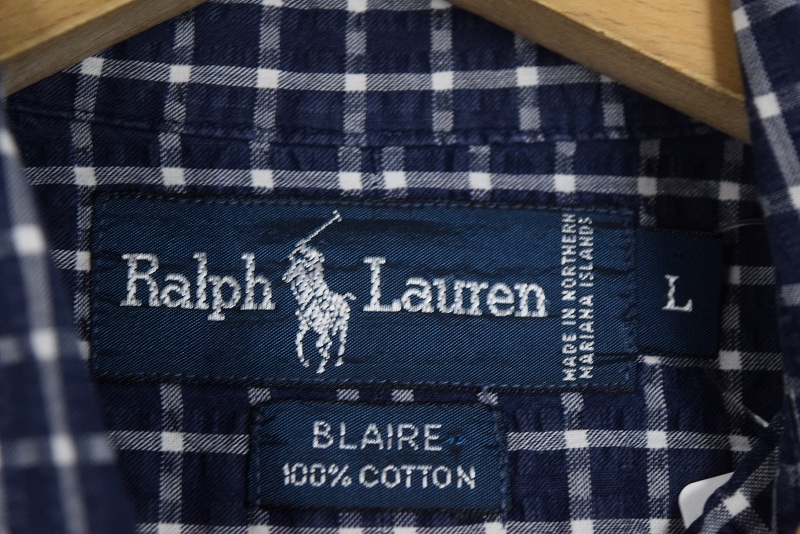 Ralph Lauren
MADE IN NORTHERN
MARIANA ISLANDS
L
BLAIRE
100% COTTON